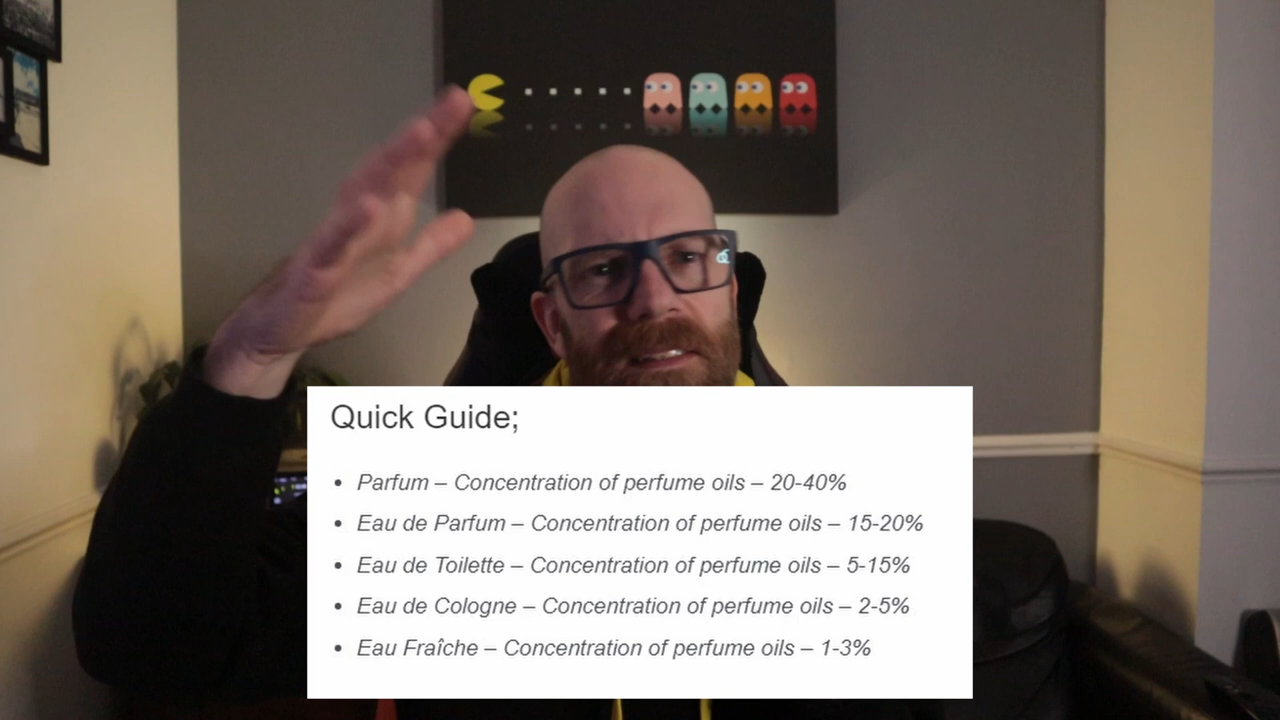 Quick Guide;
• Parfum – Concentration of perfume oils – 20-40%
• Eau de Parfum – Concentration of perfume oils – 15-20%
• Eau de Toilette – Concentration of perfume oils – 5-15%
• Eau de Cologne – Concentration of perfume oils – 2-5%
• Eau Fraîche – Concentration of perfume oils – 1-3%